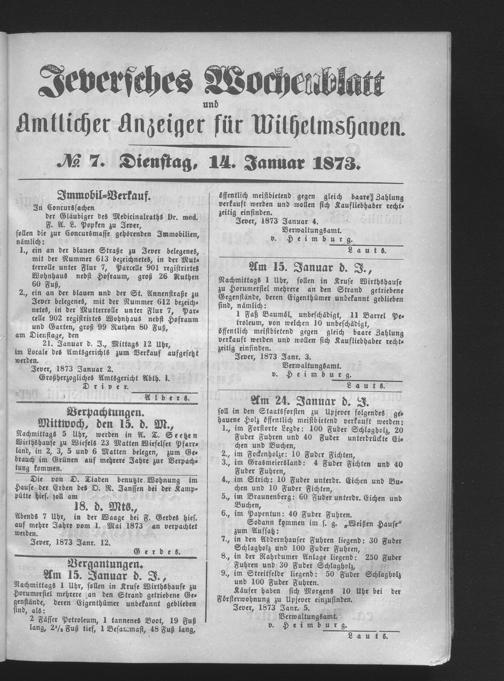 Jeversches Wochenblatt
und
Amtlicher Anzeiger für Wilhelmshaven.
№ 7. Dienstag, 14. Januar 1873.
Immobil-Verkauf.
In Concurssachen
der Gläubiger des Medicinalraths Dr. med.
F. A. L. Popken zu Jever,
sollen die zur Concursmasse gehörenden Immobilien,
nämlich:
1., ein an der blauen Straße zu Jever belegenes,
mit der Nummer 613 bezeichnetes, in der Mut-
terrolle unter Flur 7, Parcelle 901 registrirtes
Wohnhaus nebst Hofraum, groß 26 Ruthen
60 Fuß,
2., ein an der blauen und der St. Annenstraße zu
Jever belegenes, mit der Nummer 612 bezeich-
netes, in der Mutterrolle unter Flur 7, Par-
celle 902 registrirtes Wohnhaus nebst Hofraum
und Garten, groß 99 Ruthen 80 Fuß,
am Dienstage, den
21. Januar d. J., Mittags 12 Uhr,
im Locale des Amtsgerichts zum Verkauf aufgesetzt
werden.
Jever, 1873 Januar 2.
Großherzogliches Amtsgericht Abth. I.
Driver.
Albers.
Verpachtungen.
Mittwoch, den 15. d. M.,
Nachmittags 5 Uhr, werden in A. T. Seetzen
Wirthshause zu Wiefels 23 Matten Wiefelser Pfarr-
land, in 2, 3, 5 und 6 Matten belegen, zum Ge-
brauch im Grünen auf mehrere Jahre zur Verpach-
tung kommen.
Die von O. Tiaden benutzte Wohnung im
Hause der Erben des O. R. Janssen bei der Kamp-
hütte hies. soll am
18. d. Mts.,
Abends 7 Uhr, in der Waage bei F. Gerdes hies.
auf mehre Jahre vom 1. Mai 1873 an verpachtet
werden.
Jever, 1873 Janr. 12.
Gerdes.
Vergantungen.
Am 15. Januar d. J.,
Nachmittags 1 Uhr, sollen in Kruse Wirthshause zu
Horumersiel mehrere an den Strand getriebene Ge-
genstände, deren Eigenthümer unbekannt geblieben
sind, als:
2 Fässer Petroleum, 1 tannenes Boot, 19 Fuß
lang, 2¾ Fuß tief, 1 Besanmast, 48 Fuß lang,
öffentlich meistbietend gegen gleich baare Zahlung
verkauft werden und wollen sich Kaufliebhaber recht-
zeitig einfinden.
Jever, 1873 Januar 4.
Verwaltungsamt.
v. Heimburg.
Lauts.
Am 15. Januar d. J.,
Nachmittags 1 Uhr, sollen in Kruse Wirthshause
zu Horumersiel mehrere an den Strand getriebene
Gegenstände, deren Eigenthümer unbekannt geblieben
sind, nämlich:
1 Faß Baumöl, unbeschädigt, 11 Barrel Pe-
troleum, von welchen 10 unbeschädigt,
öffentlich meistbietend gegen gleich baare Zahlung
verkauft werden und wollen sich Kaufliebhaber recht-
zeitig einfinden.
Jever, 1873 Janr. 3.
Verwaltungsamt.
v. Heimburg.
Lauts.
Am 24. Januar d. J.
soll in den Staatsforsten zu Upjever folgendes ge-
hauene Holz öffentlich meistbietend verkauft werden:
1., im Forstorte Legde: 100 Fuder Schlagholz, 20
Fuder Fuhren und 40 Fuder unterdrückte Ei-
chen und Buchen,
2., im Fockenholze: 10 Fuder Fichten,
3., im Grasmeiersland: 4 Fuder Fichten und 40
Fuder Fuhren,
4., im Strich: 10 Fuder unterdr. Eichen und Bu-
chen und 10 Fuder Fichten,
5., im Braunenberg: 60 Fuder unterdr. Eichen
und Buchen,
6., im Papentun: 40 Fuder Fuhren.
Sodann kommen im s. g. „Weißen Hause"
zum Aufsatz:
7., in den Addernhauser Fuhren liegend: 30 Fuder
Schlagholz und 100 Fuder Fuhren,
8., in der Rahrdumer Anlage liegend: 250 Fuder
Fuhren und 30 Fuder Schlagholz,
9., im Streitfelde liegend: 50 Fuder Schlagholz
und 100 Fuder Fuhren.
Käufer haben sich Morgens 10 Uhr bei der
Försterwohnung zu Upjever einzufinden.
Jever, 1873 Janr. 5.
Verwaltungsamt.
v. Heimburg.
Lauts.